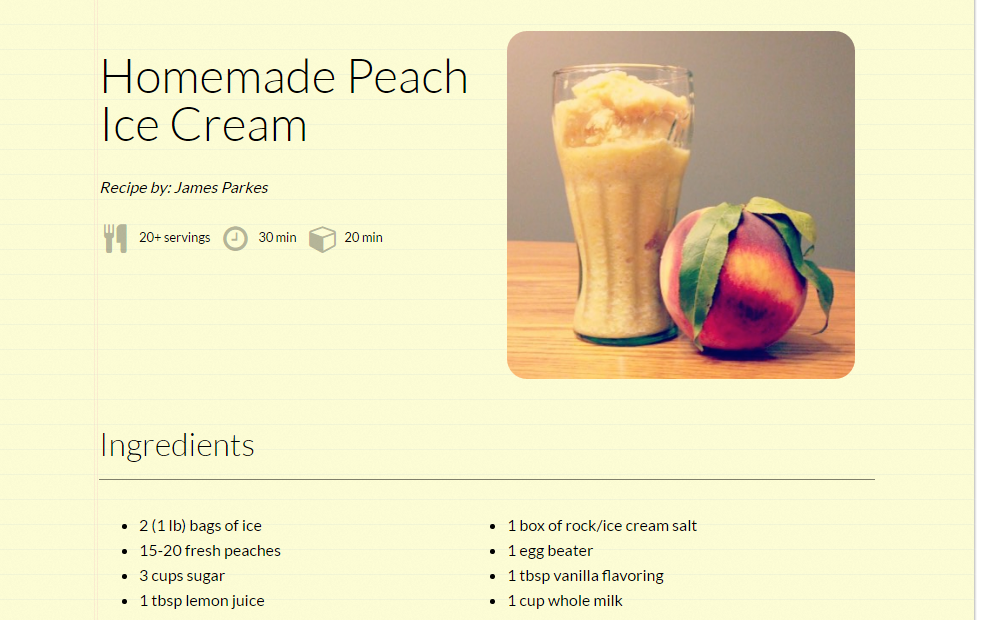 Homemade Peach
Ice Cream
Recipe by: James Parkes
20+ servings 30 min 20 min
Ingredients
2 (1 lb) bags of ice
15-20 fresh peaches
3 cups sugar
1 tbsp lemon juice
1 box of rock/ice cream salt
1 egg beater
1 tbsp vanilla flavoring
1 cup whole milk